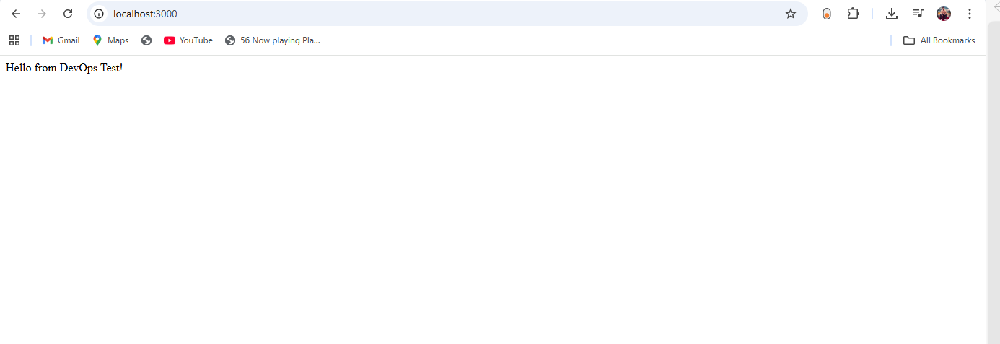 localhost:3000
Gmail Maps YouTube 56 Now playing Pla... All Bookmarks
Hello from DevOps Test!